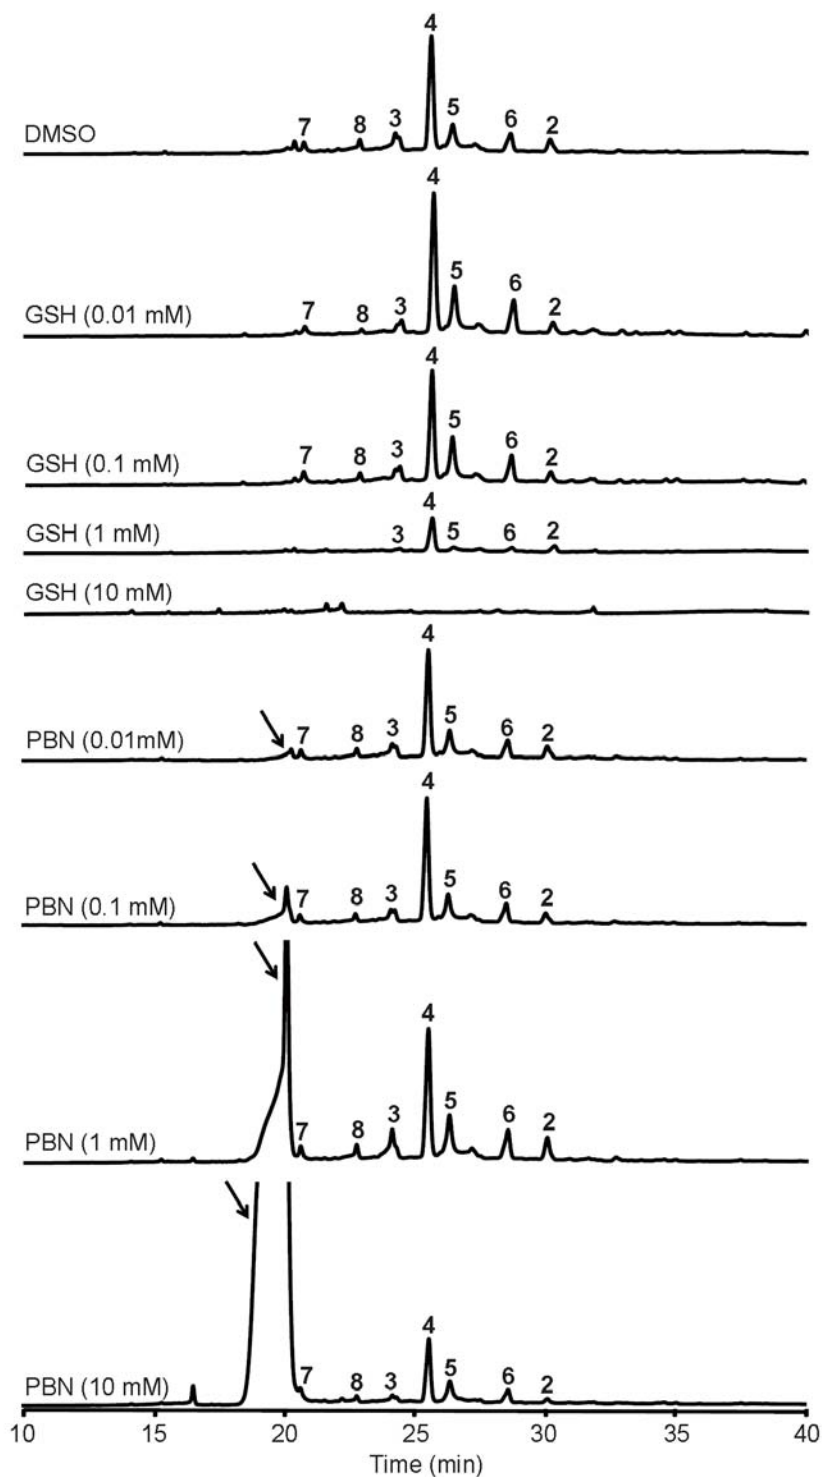 4
7 8 3 5 6 2
DMSO
4
7 8 3 5 6 2
GSH (0.01 mM)
4
7 8 3 5 6 2
GSH (0.1 mM)
4
3 5 6 2
GSH (1 mM)
GSH (10 mM)
4
7 8 3 5 6 2
PBN (0.01mM)
4
7 8 3 5 6 2
PBN (0.1 mM)
4
7 8 3 5 6 2
PBN (1 mM)
4
7 8 3 5 6 2
PBN (10 mM)
10 15 20 25 30 35 40
Time (min)